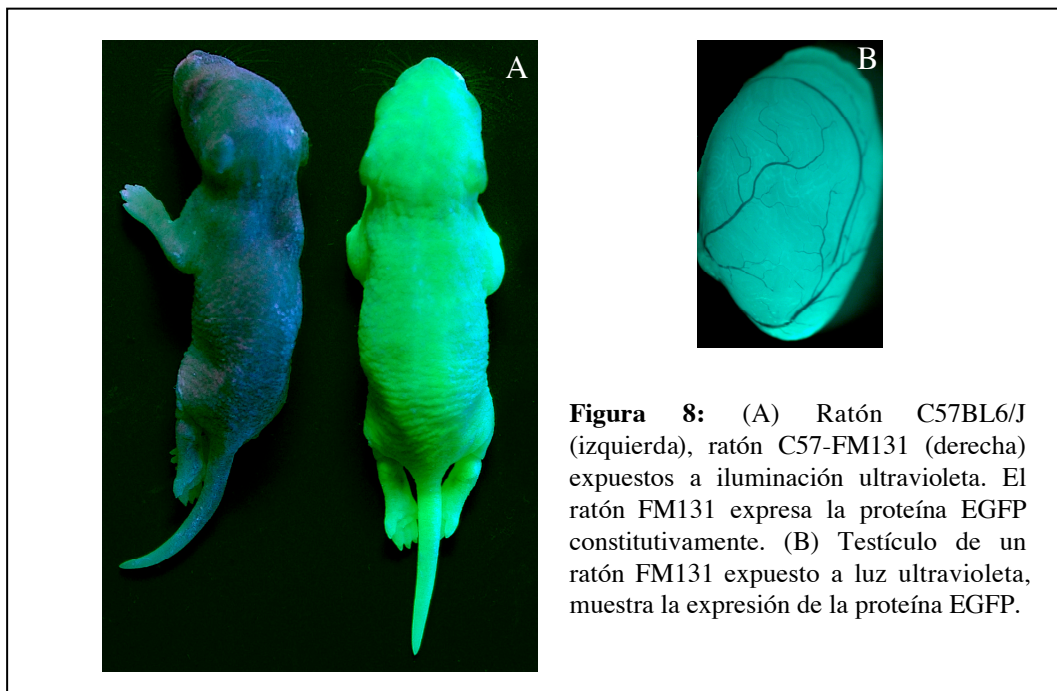 A
B
Figura 8: (A) Ratón C57BL6/J
(izquierda), ratón C57-FM131 (derecha)
expuestos a iluminación ultravioleta. El
ratón FM131 expresa la proteína EGFP
constitutivamente. (B) Testículo de un
ratón FM131 expuesto a luz ultravioleta,
muestra la expresión de la proteína EGFP.